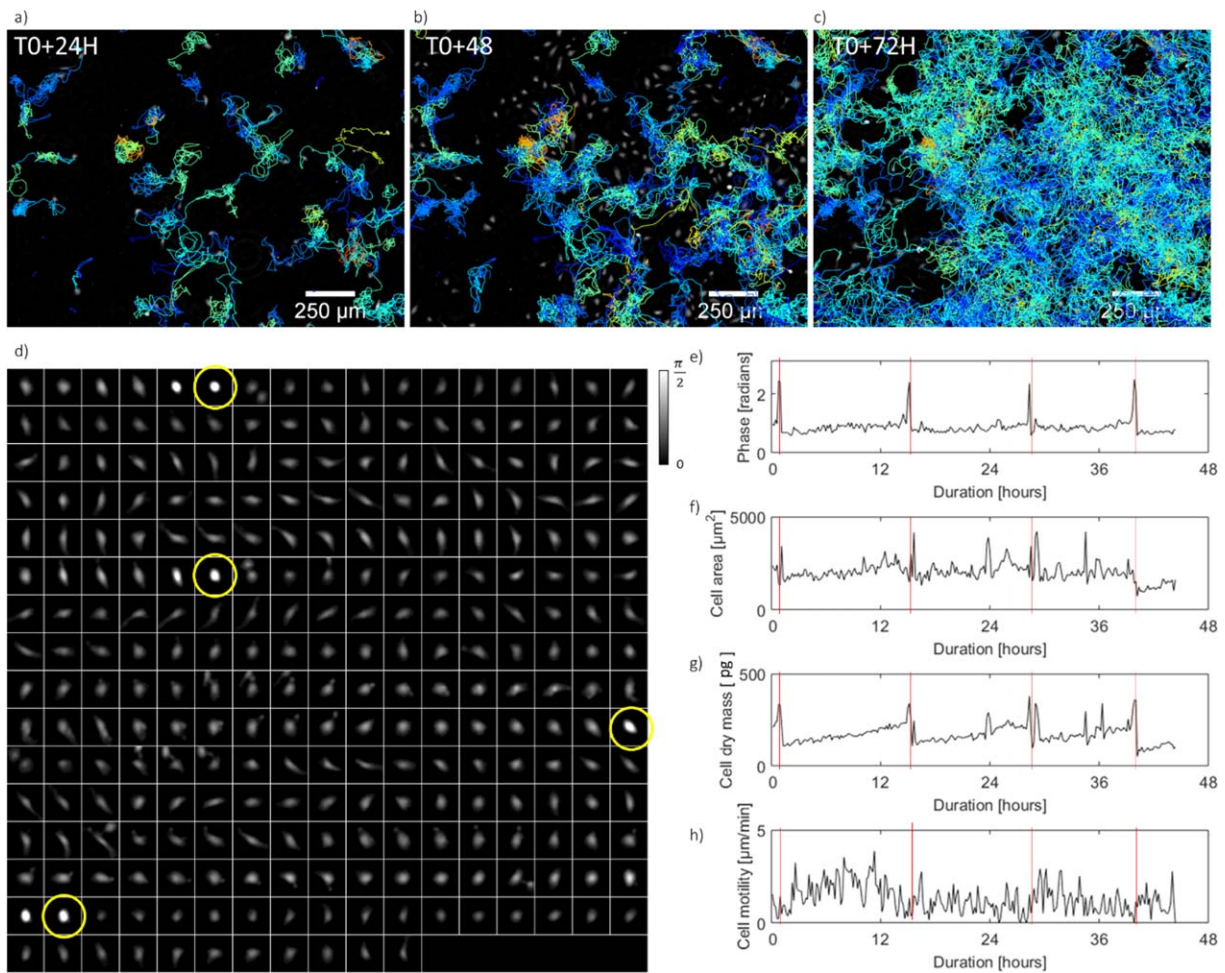 a)
b)
c)
T0+24H
T0+48
T0+72H
250 µm
250 µm
250 µm
d)
π
2
0
e)
Phase [radians]
2
0
0 12 24 36 48
Duration [hours]
f)
Cell area [µm²]
5000
0
0 12 24 36 48
Duration [hours]
g)
Cell dry mass [ pg ]
500
0
0 12 24 36 48
Duration [hours]
h)
Cell motility [µm/min]
5
0
0 12 24 36 48
Duration [hours]